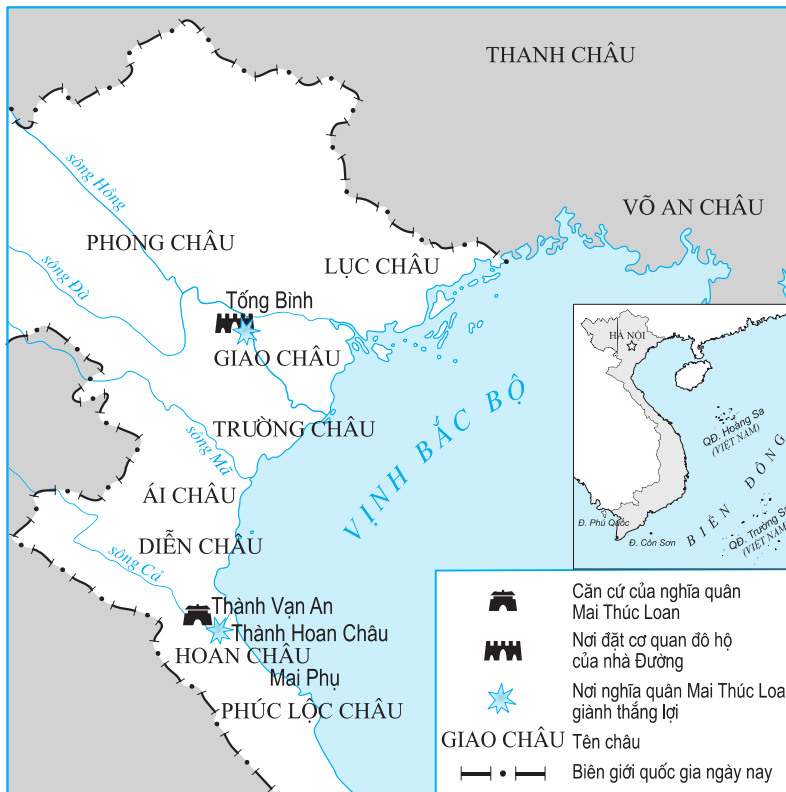 THANH CHÂU
sông Hồng
VÕ AN CHÂU
PHONG CHÂU
LỤC CHÂU
sông Đà
Tống Bình
GIAO CHÂU
TRƯỜNG CHÂU
VỊNH BẮC BỘ
sông Mã
ÁI CHÂU
DIỄN CHÂU
sông Cả
Thành Vạn An
Thành Hoan Châu
HOAN CHÂU
Mai Phụ
PHÚC LỘC CHÂU
HÀ NỘI
QĐ. Hoàng Sa
(VIỆT NAM)
BIỂN ĐÔNG
Đ. Phú Quốc
Đ. Côn Sơn
QĐ. Trường Sa
(VIỆT NAM)
Căn cứ của nghĩa quân
Mai Thúc Loan
Nơi đặt cơ quan đô hộ
của nhà Đường
Nơi nghĩa quân Mai Thúc Loa
giành thắng lợi
GIAO CHÂU Tên châu
Biên giới quốc gia ngày nay